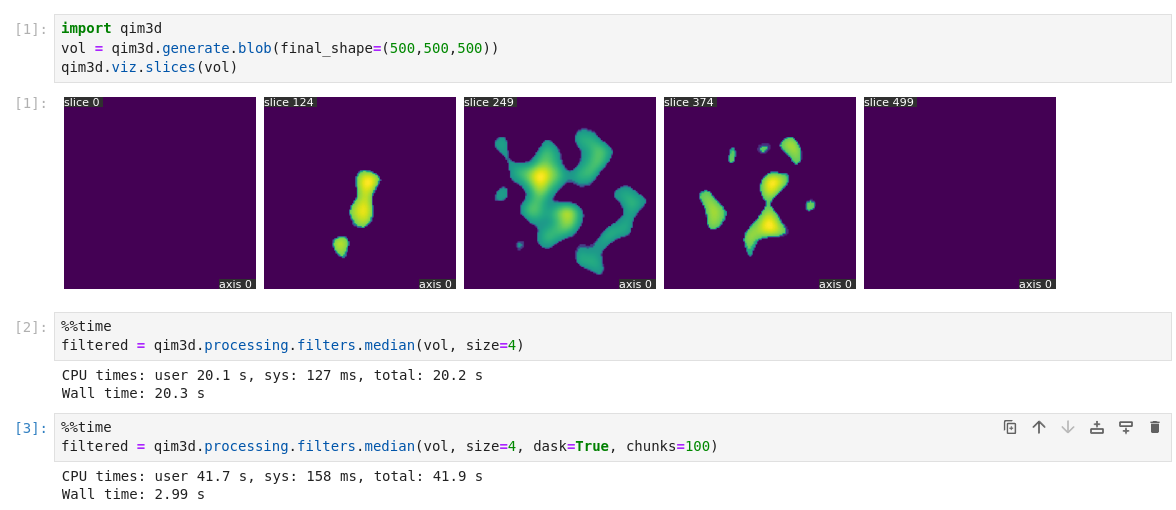 [1]: import qim3d
vol = qim3d.generate.blob(final_shape=(500,500,500))
qim3d.viz.slices(vol)
[1]: slice 0 slice 124 slice 249 slice 374 slice 499
axis 0 axis 0 axis 0 axis 0 axis 0
[2]: %%time
filtered = qim3d.processing.filters.median(vol, size=4)
CPU times: user 20.1 s, sys: 127 ms, total: 20.2 s
Wall time: 20.3 s
[3]: %%time
filtered = qim3d.processing.filters.median(vol, size=4, dask=True, chunks=100)
CPU times: user 41.7 s, sys: 158 ms, total: 41.9 s
Wall time: 2.99 s